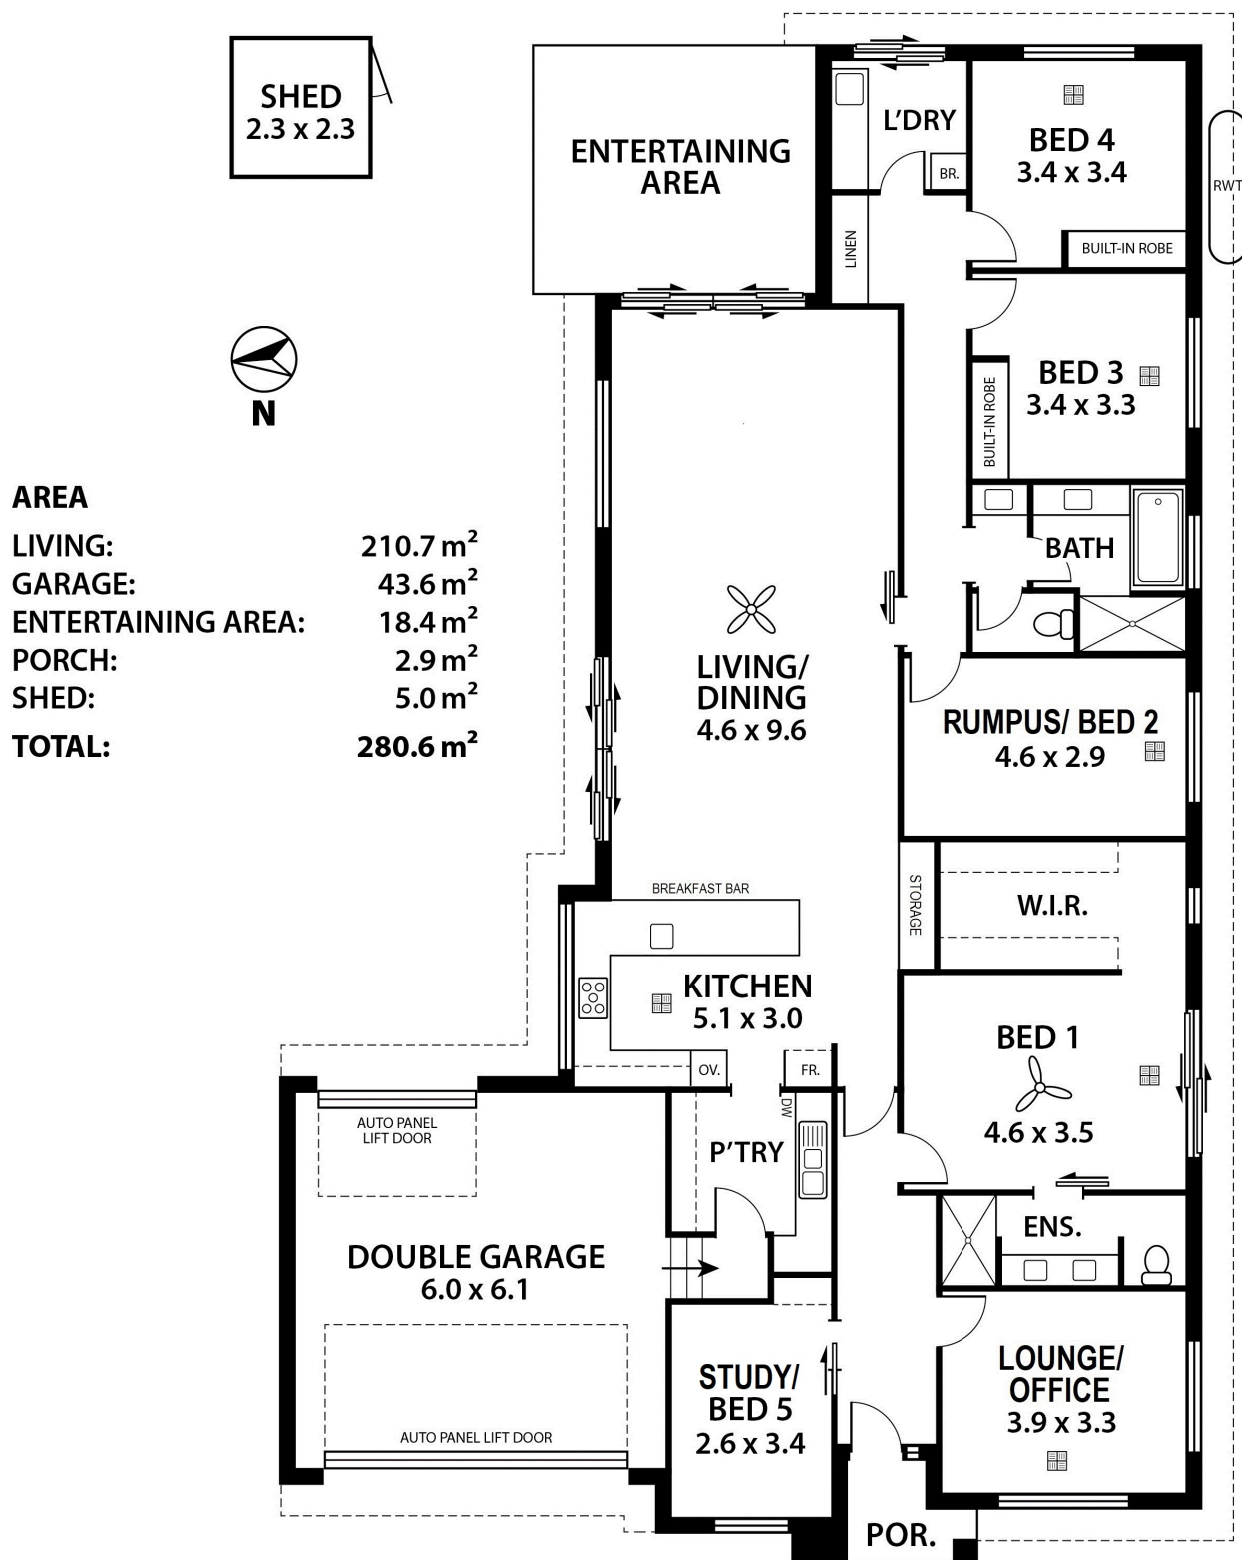 SHED
2.3 x 2.3
ENTERTAINING
AREA
L'DRY
BR.
LINEN
BED 4
3.4 x 3.4
BUILT-IN ROBE
RWT
N
BED 3
3.4 x 3.3
BUILT-IN ROBE
AREA
LIVING: 210.7 m²
GARAGE: 43.6 m²
ENTERTAINING AREA: 18.4 m²
PORCH: 2.9 m²
SHED: 5.0 m²
TOTAL: 280.6 m²
BATH
LIVING/
DINING
4.6 x 9.6
RUMPUS/ BED 2
4.6 x 2.9
BREAKFAST BAR
STORAGE
W.I.R.
KITCHEN
5.1 x 3.0
OV.
FR.
BED 1
4.6 x 3.5
AUTO PANEL
LIFT DOOR
DW
P'TRY
ENS.
DOUBLE GARAGE
6.0 x 6.1
AUTO PANEL LIFT DOOR
STUDY/
BED 5
2.6 x 3.4
LOUNGE/
OFFICE
3.9 x 3.3
POR.